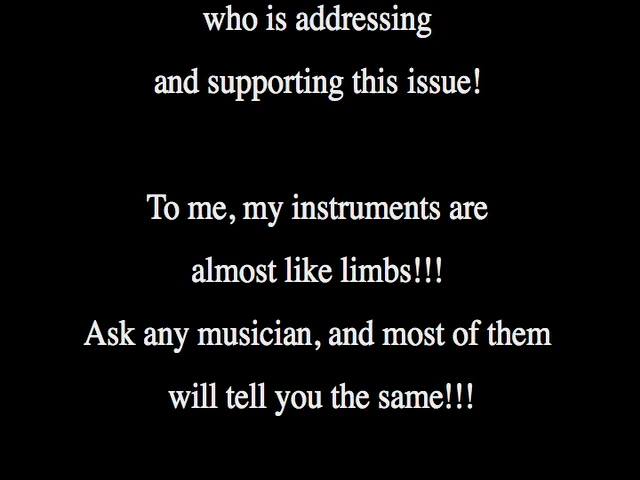 who is addressing
and supporting this issue!
To me, my instruments are
almost like limbs!!!
Ask any musician, and most of them
will tell you the same!!!